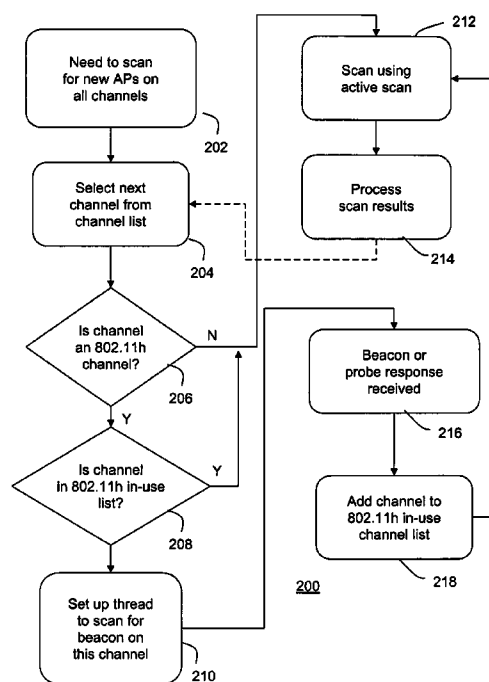 Need to scan
for new APs on
all channels
202
Select next
channel from
channel list
204
Is channel
an 802.11h
channel?
N
206
Y
Is channel
in 802.11h in-use
list?
Y
208
Set up thread
to scan for
beacon on
this channel
210
212
Scan using
active scan
Process
scan results
214
Beacon or
probe response
received
216
Add channel to
802.11h in-use
channel list
218
200